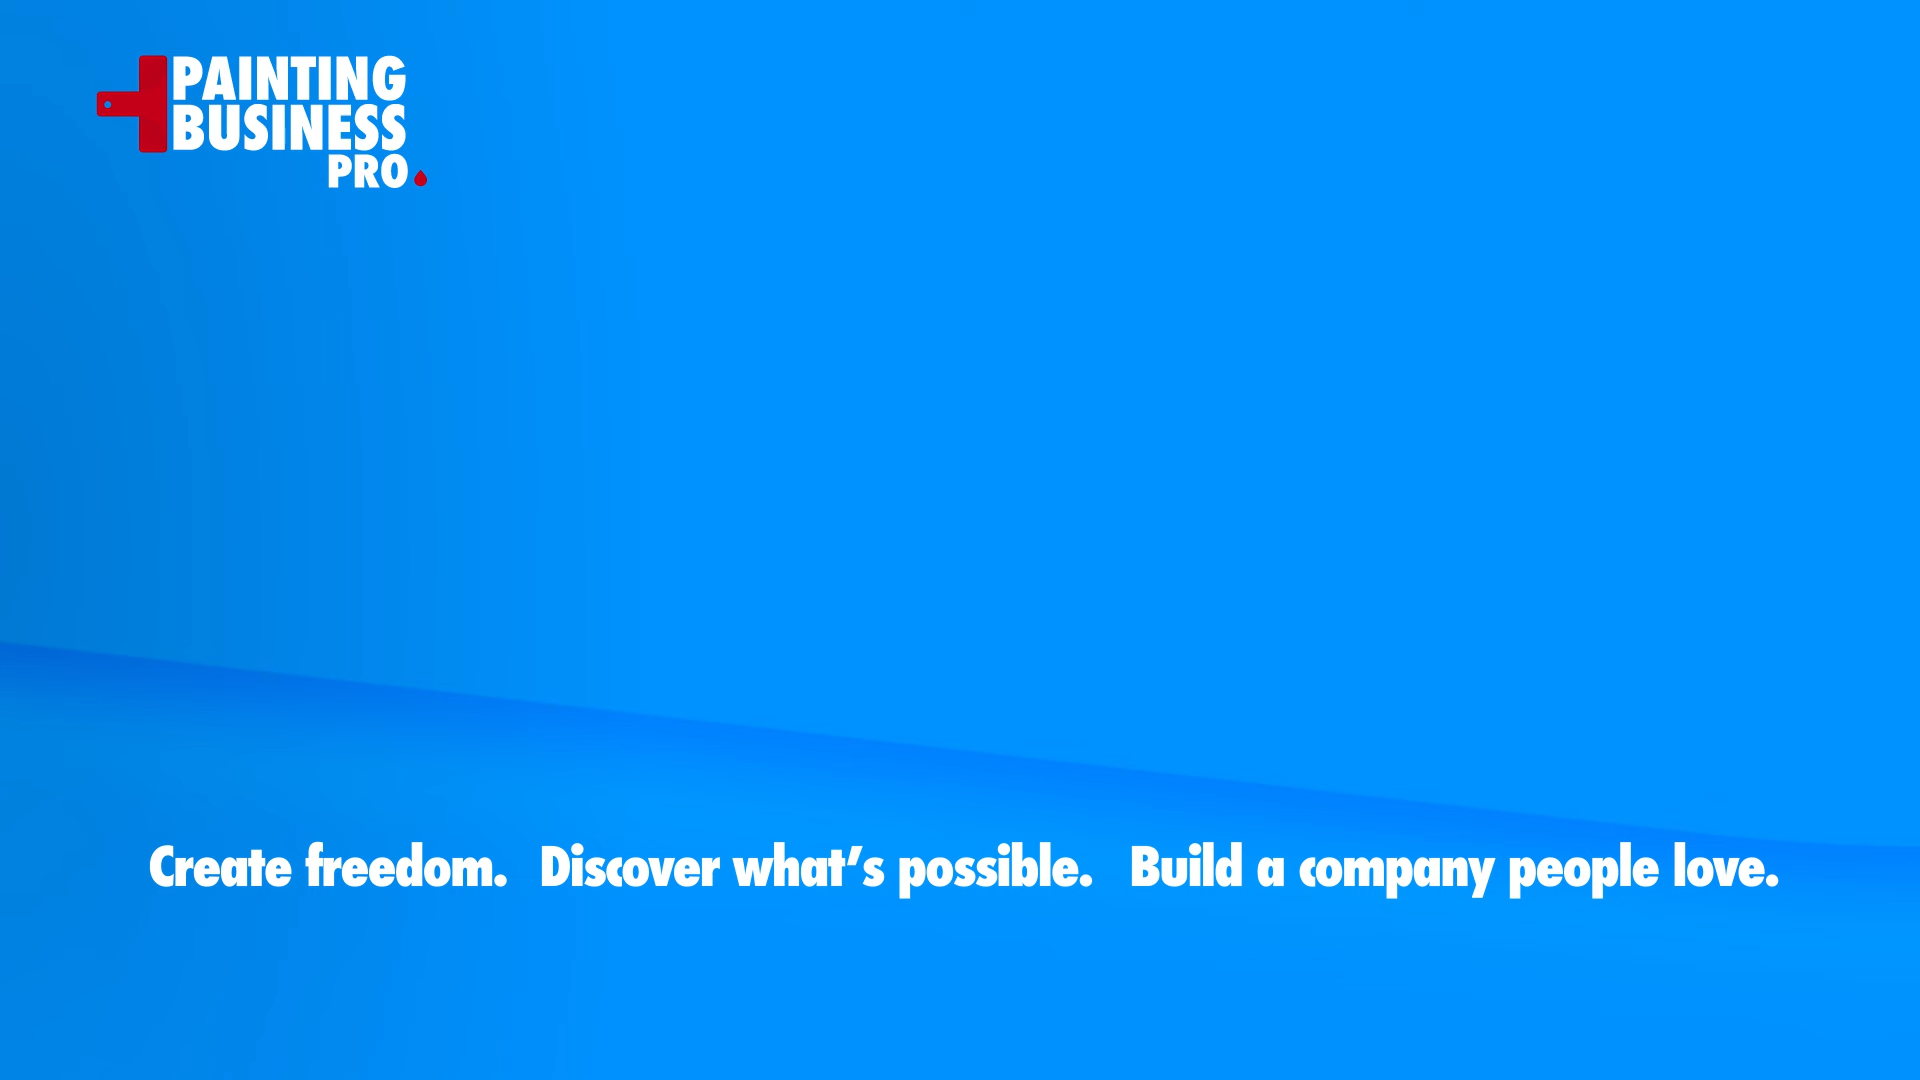 PAINTING
BUSINESS
PRO
Create freedom. Discover what’s possible. Build a company people love.